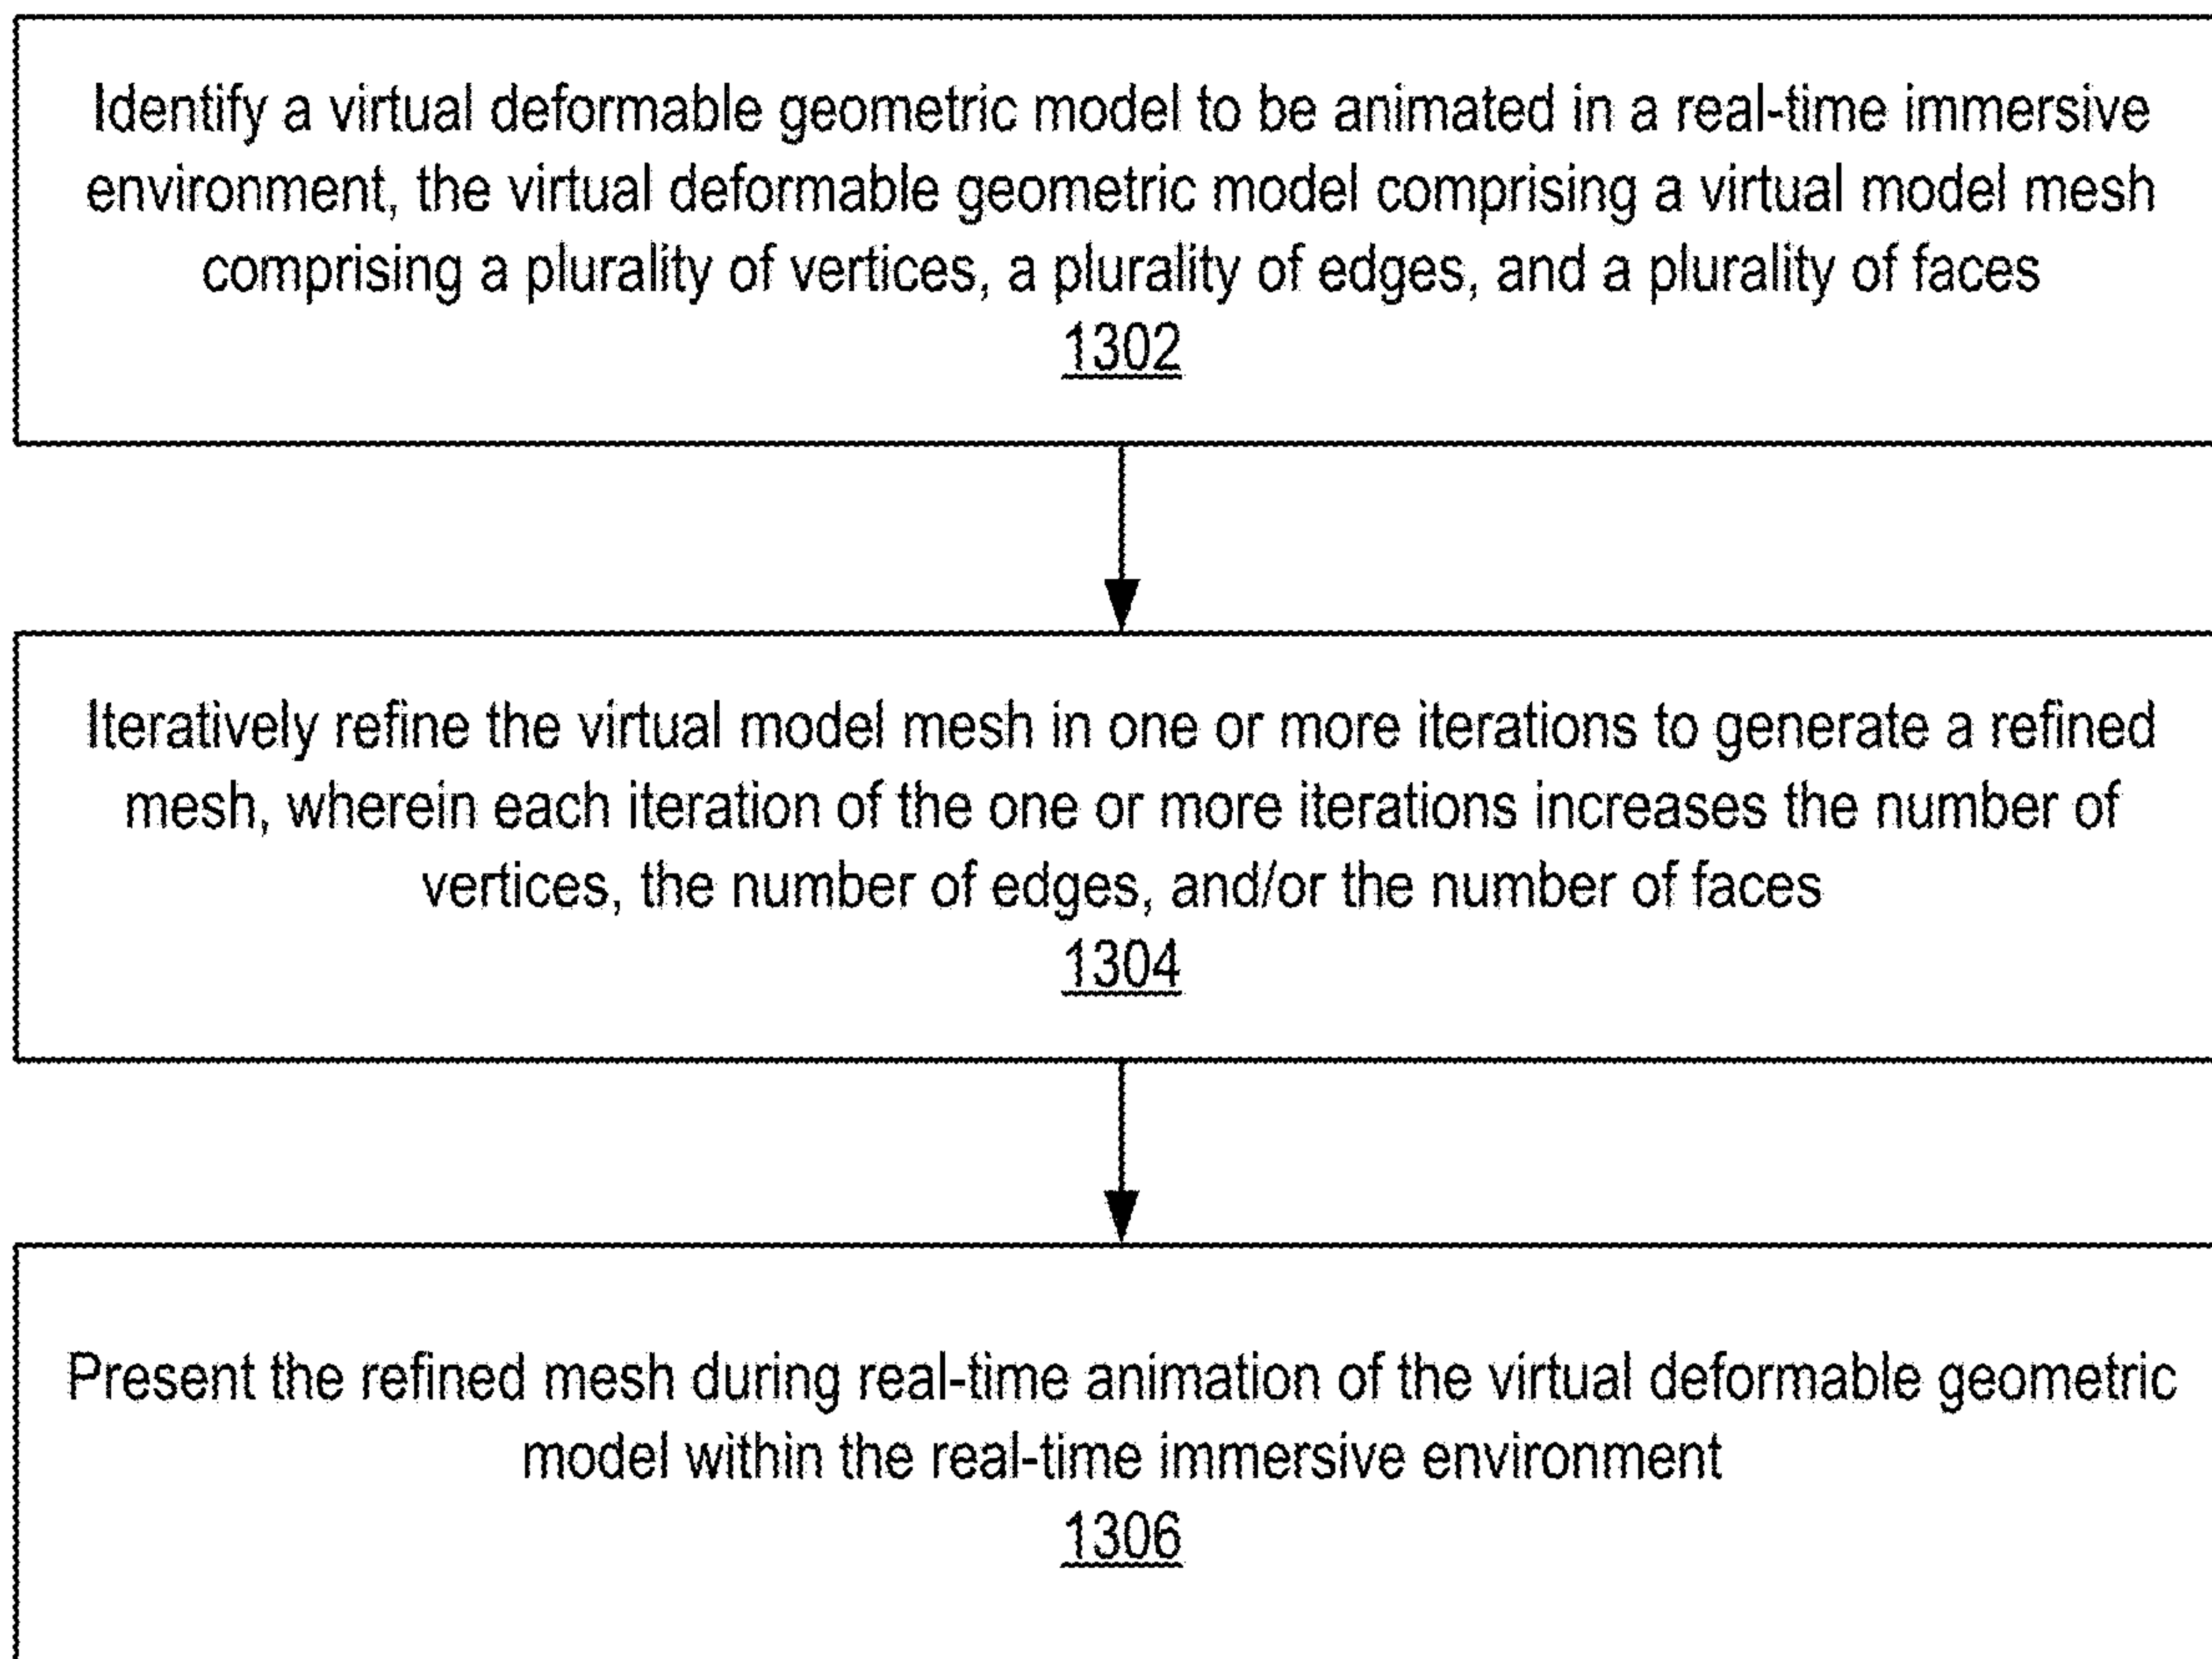 Identify a virtual deformable geometric model to be animated in a real-time immersive
environment, the virtual deformable geometric model comprising a virtual model mesh
comprising a plurality of vertices, a plurality of edges, and a plurality of faces
1302
Iteratively refine the virtual model mesh in one or more iterations to generate a refined
mesh, wherein each iteration of the one or more iterations increases the number of
vertices, the number of edges, and/or the number of faces
1304
Present the refined mesh during real-time animation of the virtual deformable geometric
model within the real-time immersive environment
1306